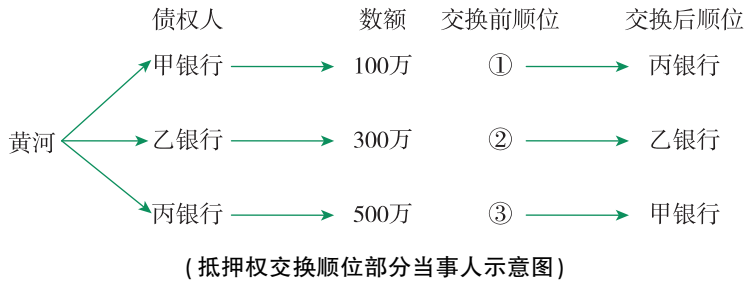 债权人 数额 交换前顺位 交换后顺位
甲银行 100万 ① 丙银行
黄河 乙银行 300万 ② 乙银行
丙银行 500万 ③ 甲银行
(抵押权交换顺位部分当事人示意图)